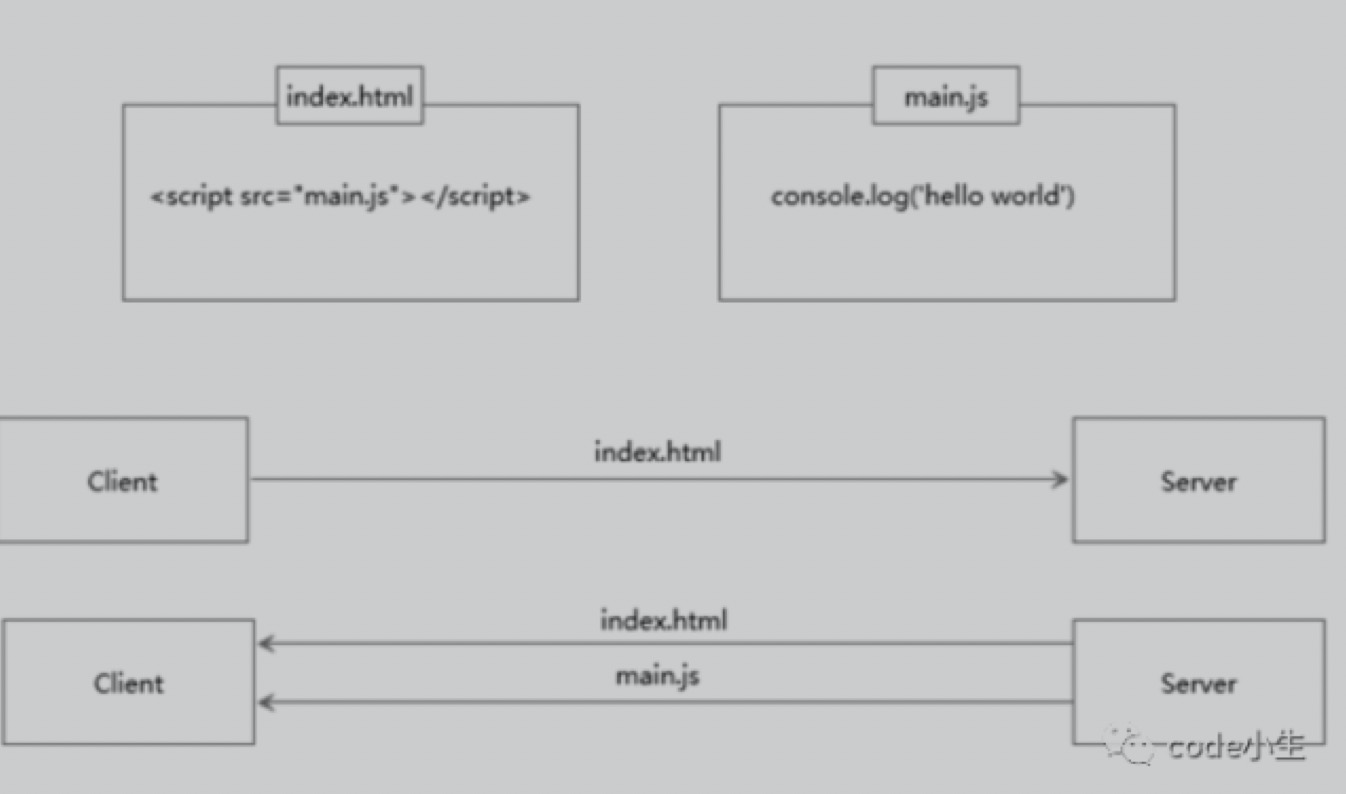 index.html
main.js
<script src="main.js"></script>
console.log('hello world')
index.html
Client
Server
index.html
main.js
Client
Server
code小生